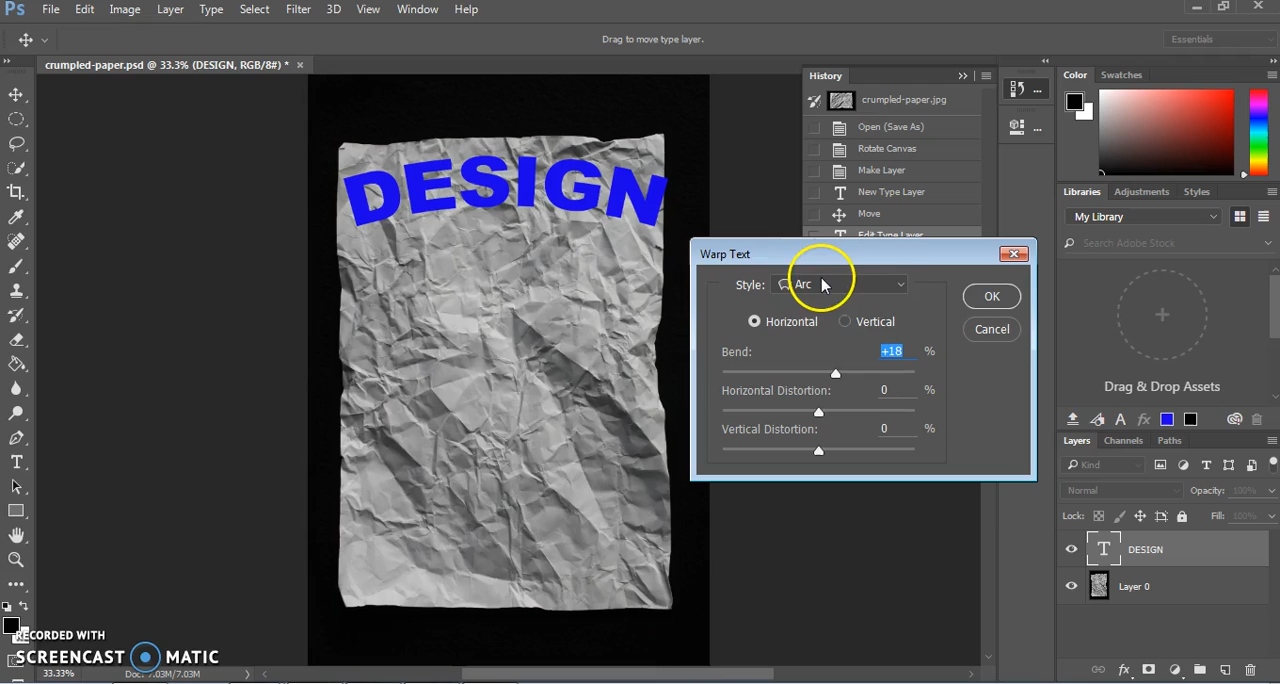 Ps File Edit Image Layer Type Select Filter 3D View Window Help
Drag to move type layer.
Essentials
crumpled-paper.psd @ 33.3% (DESIGN, RGB/8#) * ×
History
crumpled-paper.jpg
Open (Save As)
Rotate Canvas
Make Layer
New Type Layer
Move
Edit Type Layer
DESIGN
Warp Text
Style: Arc
OK
Horizontal Vertical
Cancel
Bend: +18 %
Horizontal Distortion: 0 %
Vertical Distortion: 0 %
Color Swatches
Libraries Adjustments Styles
My Library
Search Adobe Stock
Drag & Drop Assets
Layers Channels Paths
Kind
Normal Opacity: 100%
Lock: Fill: 100%
T DESIGN
Layer 0
RECORDED WITH
SCREENCAST MATIC
33.33% Doc: 7.03M/7.03M